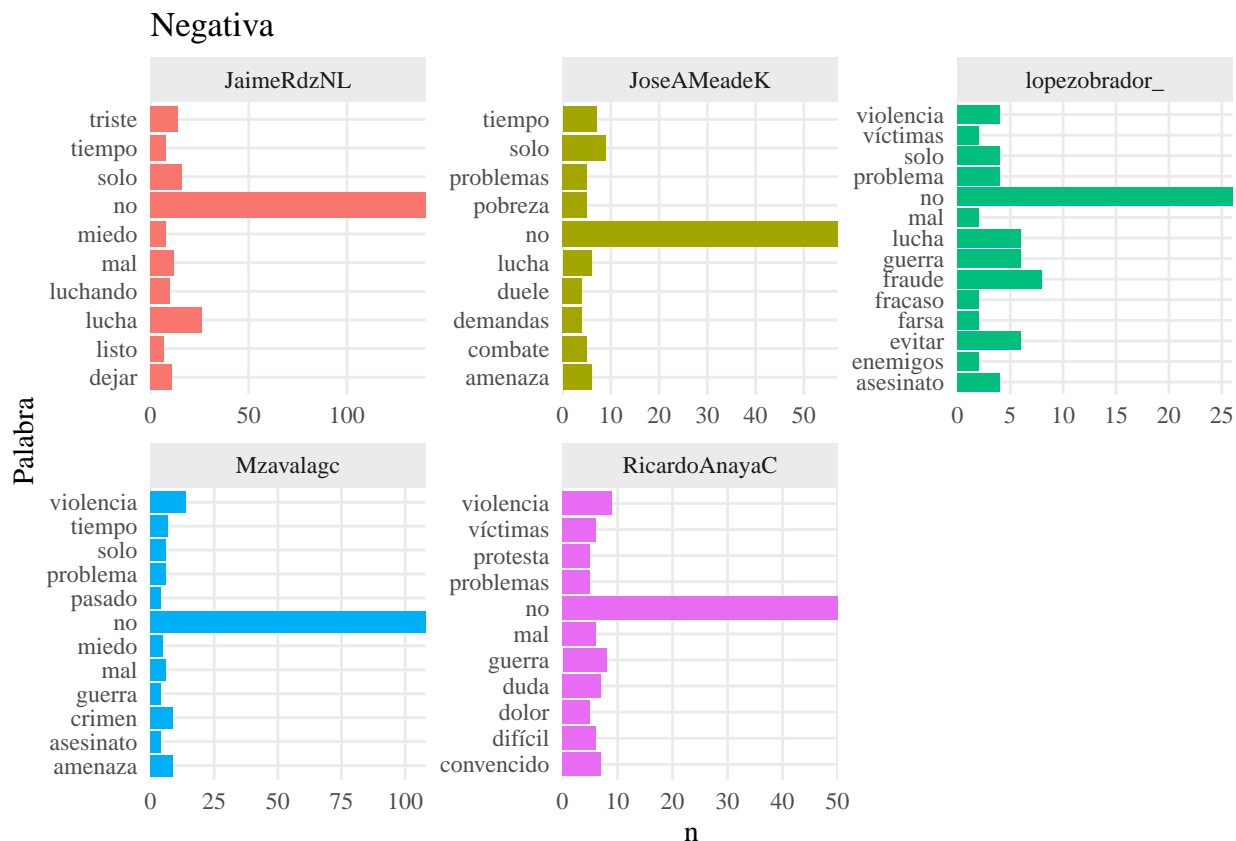 Negativa
JaimeRdzNL
triste
tiempo
solo
no
miedo
mal
luchando
lucha
listo
dejar
0 50 100
JoseAMeadeK
tiempo
solo
problemas
pobreza
no
lucha
duele
demandas
combate
amenaza
0 10 20 30 40 50
lopezobrador_
violencia
víctimas
solo
problema
no
mal
lucha
guerra
fraude
fracaso
farsa
evitar
enemigos
asesinato
0 5 10 15 20 25
Palabra
Mzavalagc
violencia
tiempo
solo
problema
pasado
no
miedo
mal
guerra
crimen
asesinato
amenaza
0 25 50 75 100
RicardoAnayaC
violencia
víctimas
protesta
problemas
no
mal
guerra
duda
dolor
difícil
convencido
0 10 20 30 40 50
n